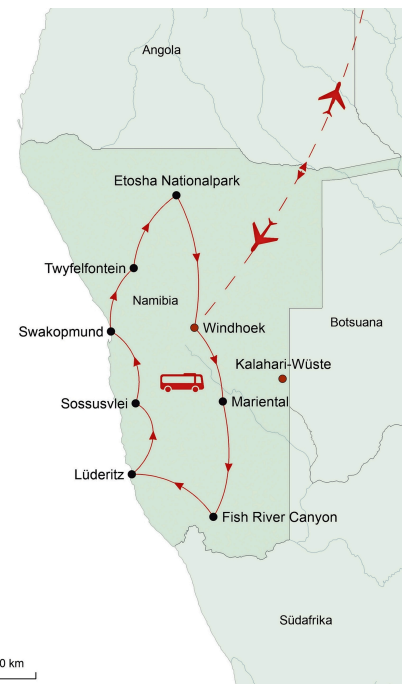 Angola
Etosha Nationalpark
Twyfelfontein
Namibia
Swakopmund
Windhoek
Botsuana
Kalahari-Wüste
Sossusvlei
Mariental
Lüderitz
Fish River Canyon
Südafrika
0 km